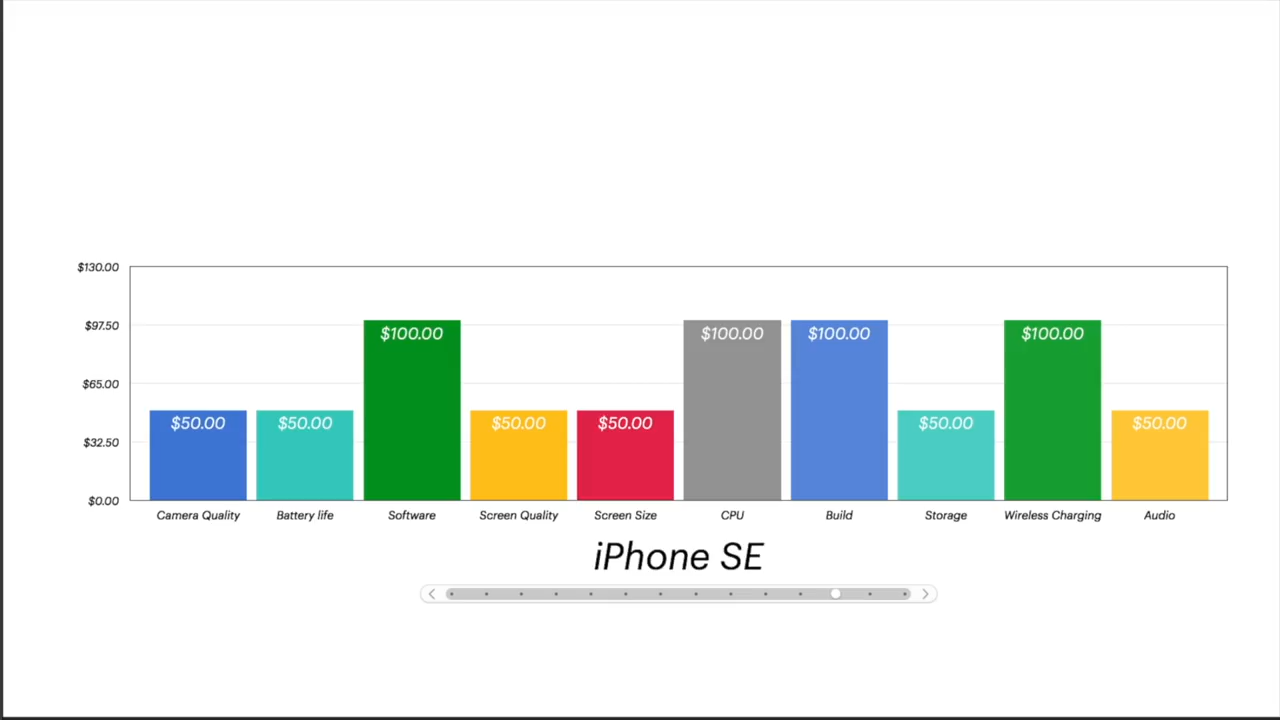 $130.00
$97.50
$65.00
$32.50
$0.00
$50.00 $50.00 $100.00 $50.00 $50.00 $100.00 $100.00 $50.00 $100.00 $50.00
Camera Quality Battery life Software Screen Quality Screen Size CPU Build Storage Wireless Charging Audio
iPhone SE